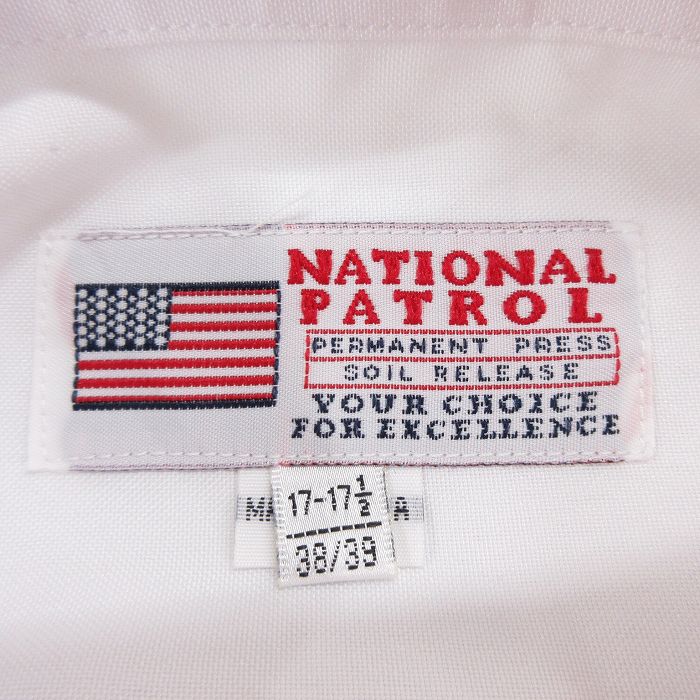 NATIONAL
PATROL
PERMANENT PRESS
SOIL RELEASE
YOUR CHOICE
FOR EXCELLENCE
17-17½
38/39